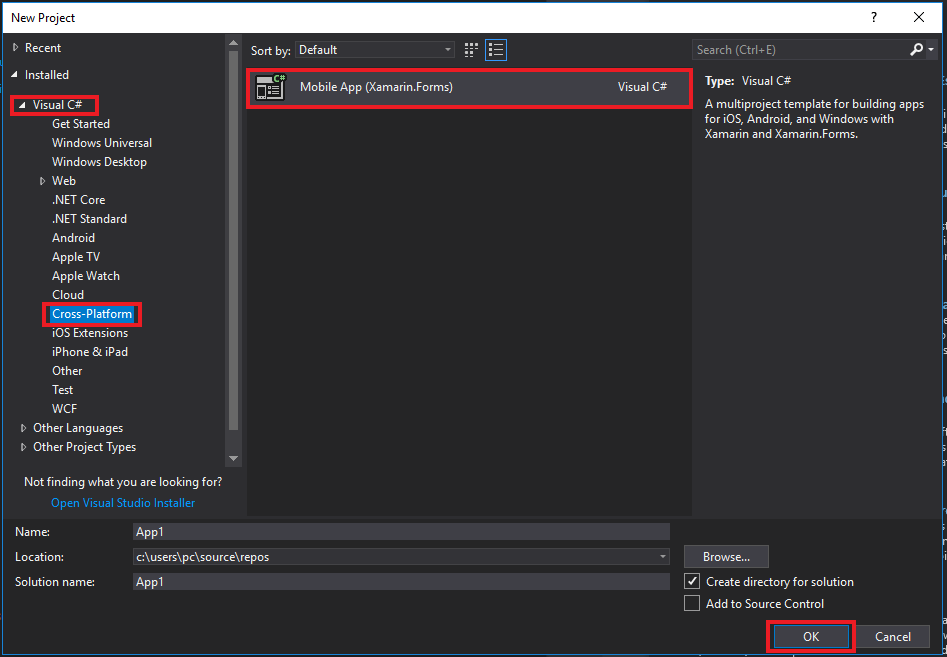 New Project
?
Recent
Installed
Visual C#
Get Started
Windows Universal
Windows Desktop
Web
.NET Core
.NET Standard
Android
Apple TV
Apple Watch
Cloud
Cross-Platform
iOS Extensions
iPhone & iPad
Other
Test
WCF
Other Languages
Other Project Types
Not finding what you are looking for?
Open Visual Studio Installer
Sort by: Default
C#
Mobile App (Xamarin.Forms) Visual C#
Search (Ctrl+E)
Type: Visual C#
A multiproject template for building apps
for iOS, Android, and Windows with
Xamarin and Xamarin.Forms.
Name: App1
Location: c:\users\pc\source\repos
Browse...
Solution name: App1
Create directory for solution
Add to Source Control
OK Cancel